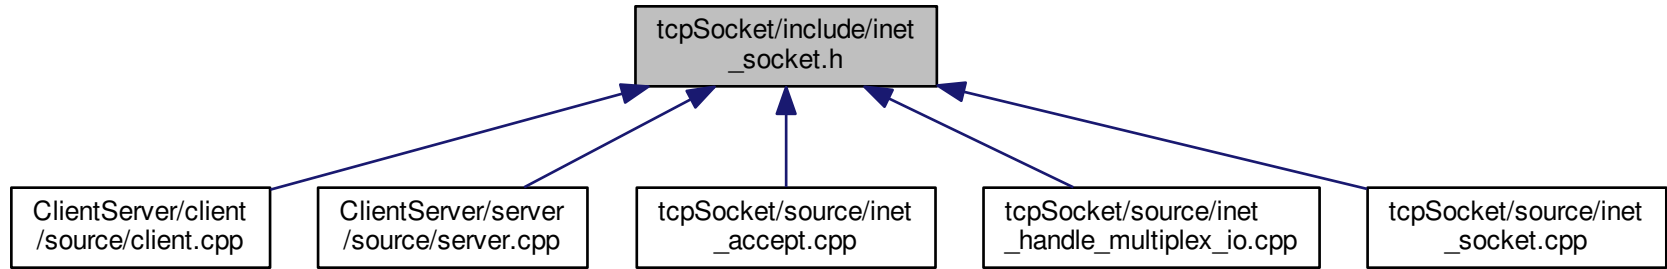 tcpSocket/include/inet
_socket.h
ClientServer/client
/source/client.cpp
ClientServer/server
/source/server.cpp
tcpSocket/source/inet
_accept.cpp
tcpSocket/source/inet
_handle_multiplex_io.cpp
tcpSocket/source/inet
_socket.cpp